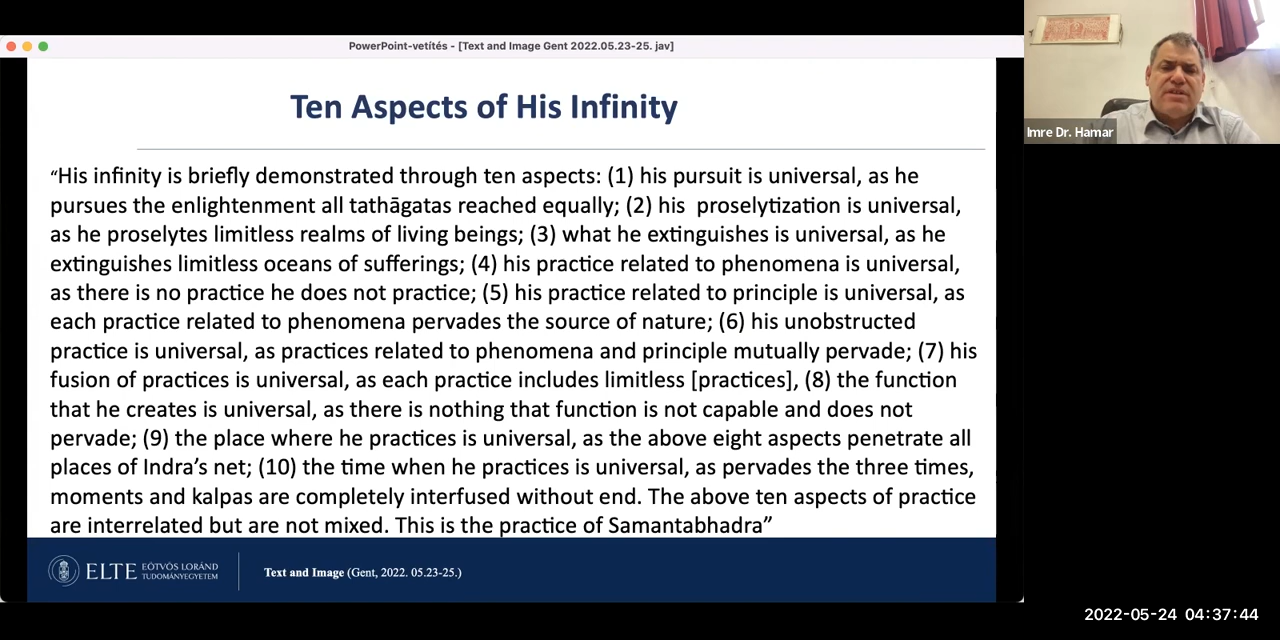 PowerPoint-vetítés - [Text and Image Gent 2022.05.23-25. jav]
Ten Aspects of His Infinity
“His infinity is briefly demonstrated through ten aspects: (1) his pursuit is universal, as he
pursues the enlightenment all tathāgatas reached equally; (2) his proselytization is universal,
as he proselytes limitless realms of living beings; (3) what he extinguishes is universal, as he
extinguishes limitless oceans of sufferings; (4) his practice related to phenomena is universal,
as there is no practice he does not practice; (5) his practice related to principle is universal, as
each practice related to phenomena pervades the source of nature; (6) his unobstructed
practice is universal, as practices related to phenomena and principle mutually pervade; (7) his
fusion of practices is universal, as each practice includes limitless [practices], (8) the function
that he creates is universal, as there is nothing that function is not capable and does not
pervade; (9) the place where he practices is universal, as the above eight aspects penetrate all
places of Indra’s net; (10) the time when he practices is universal, as pervades the three times,
moments and kalpas are completely interfused without end. The above ten aspects of practice
are interrelated but are not mixed. This is the practice of Samantabhadra”
ELTE
EÖTVÖS LORÁND
TUDOMÁNYEGYETEM
Text and Image (Gent, 2022. 05.23-25.)
Imre Dr. Hamar
2022-05-24 04:37:44